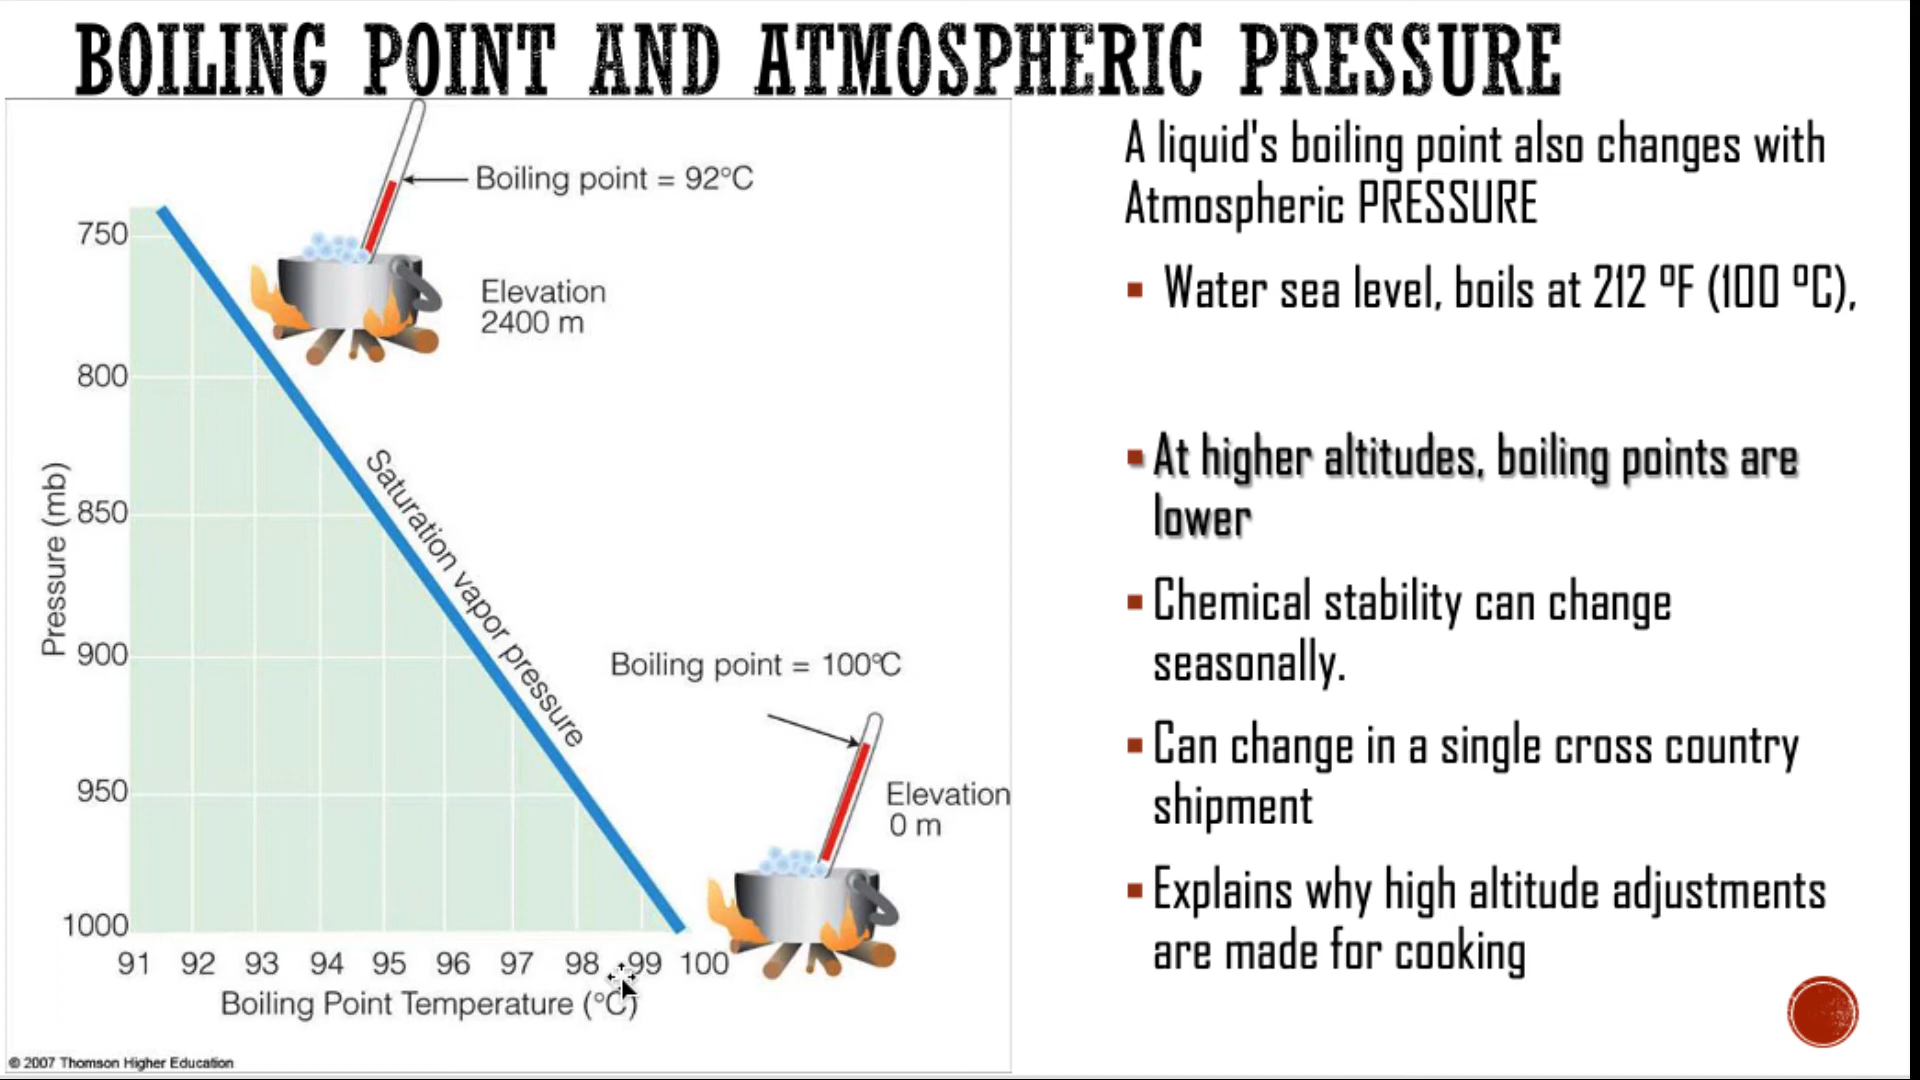 BOILING POINT AND ATMOSPHERIC PRESSURE
Boiling point = 92°C
Elevation
2400 m
750
800
850
900
950
1000
Pressure (mb)
Saturation vapor pressure
Boiling point = 100°C
Elevation
0 m
91 92 93 94 95 96 97 98 99 100
Boiling Point Temperature (°C)
© 2007 Thomson Higher Education
A liquid's boiling point also changes with
Atmospheric PRESSURE
▪ Water sea level, boils at 212 ºF (100 ºC),
▪ At higher altitudes, boiling points are
lower
▪ Chemical stability can change
seasonally.
▪ Can change in a single cross country
shipment
▪ Explains why high altitude adjustments
are made for cooking